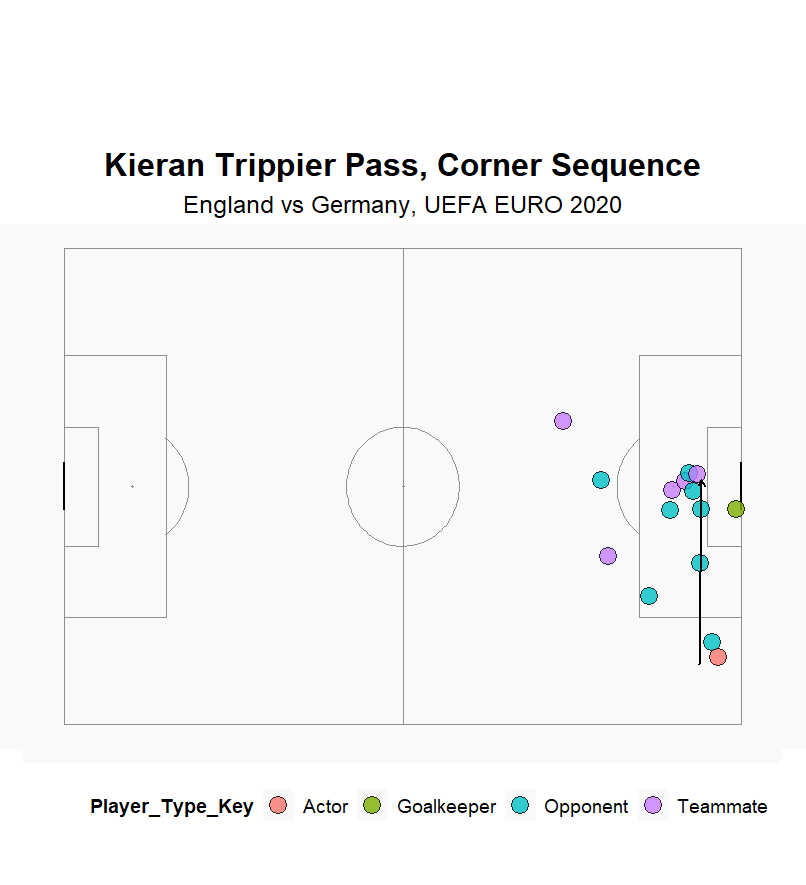 Kieran Trippier Pass, Corner Sequence
England vs Germany, UEFA EURO 2020
Player_Type_Key Actor Goalkeeper Opponent Teammate